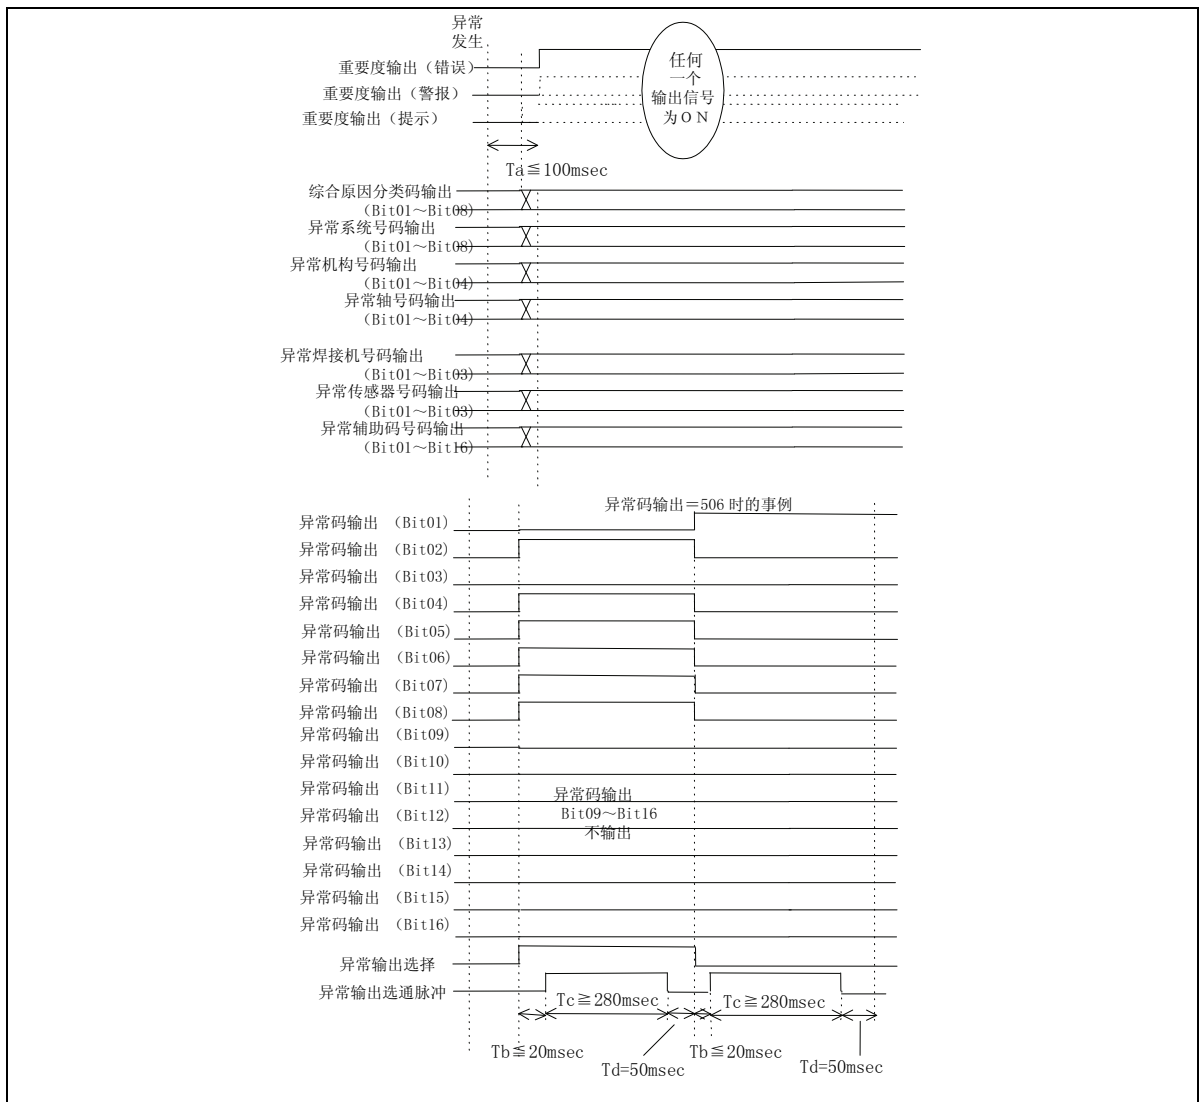 异常
发生
重要度输出（错误）
重要度输出（警报）
重要度输出（提示）
任何
一个
输出信号
为ＯＮ
Ta≦100msec
综合原因分类码输出
(Bit01～Bit08)
异常系统号码输出
(Bit01～Bit08)
异常机构号码输出
(Bit01～Bit04)
异常轴号码输出
(Bit01～Bit04)
异常焊接机号码输出
(Bit01～Bit03)
异常传感器号码输出
(Bit01～Bit03)
异常辅助码号码输出
(Bit01～Bit16)
异常码输出＝506 时的事例
异常码输出 （Bit01)
异常码输出 （Bit02)
异常码输出 （Bit03)
异常码输出 （Bit04)
异常码输出 （Bit05)
异常码输出 （Bit06)
异常码输出 （Bit07)
异常码输出 （Bit08)
异常码输出 （Bit09)
异常码输出 （Bit10)
异常码输出 （Bit11)
异常码输出
Bit09～Bit16
不输出
异常码输出 （Bit12)
异常码输出 （Bit13)
异常码输出 （Bit14)
异常码输出 （Bit15)
异常码输出 （Bit16)
异常输出选择
异常输出选通脉冲
Tc≧280msec
Tc≧280msec
Tb≦20msec
Td=50msec
Tb≦20msec
Td=50msec